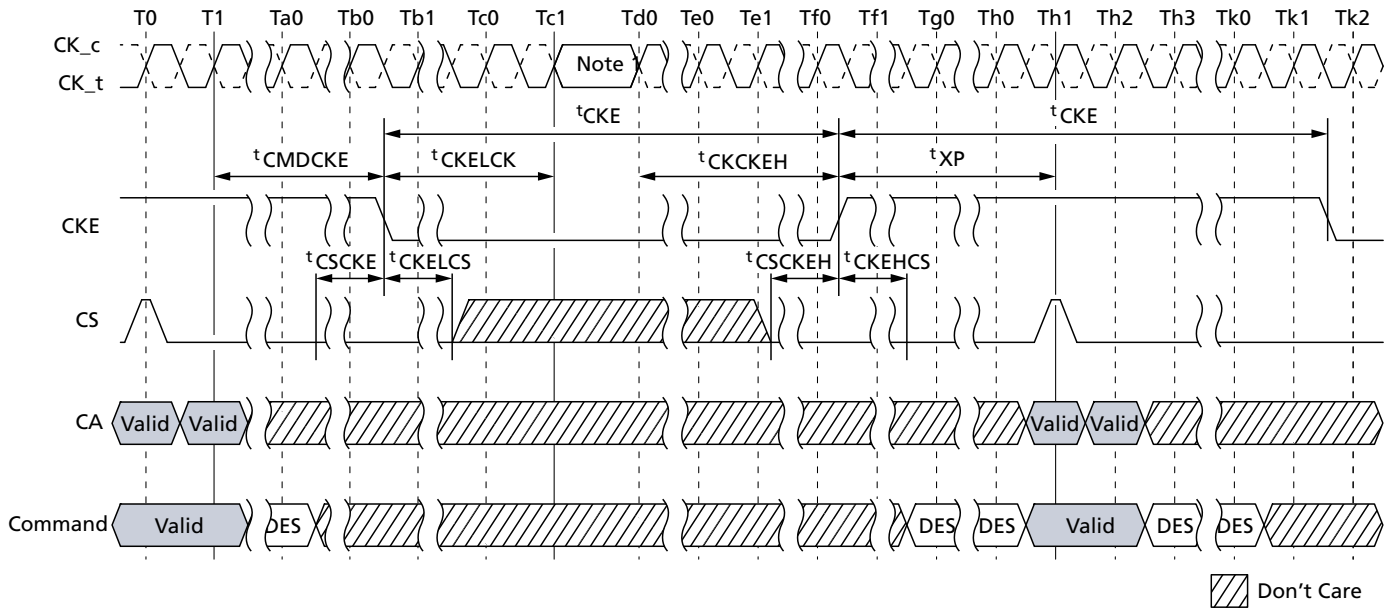 T0 T1 Ta0 Tb0 Tb1 Tc0 Tc1 Td0 Te0 Te1 Tf0 Tf1 Tg0 Th0 Th1 Th2 Th3 Tk0 Tk1 Tk2
CK_c
CK_t
Note 1
tCKE tCKE
tCMDCKE tCKELCK tCKCKEH tXP
CKE
tCSCKE tCKELCS tCSCKEH tCKEHCS
CS
CA Valid Valid Valid Valid
Command Valid DES DES DES Valid DES DES
Don't Care